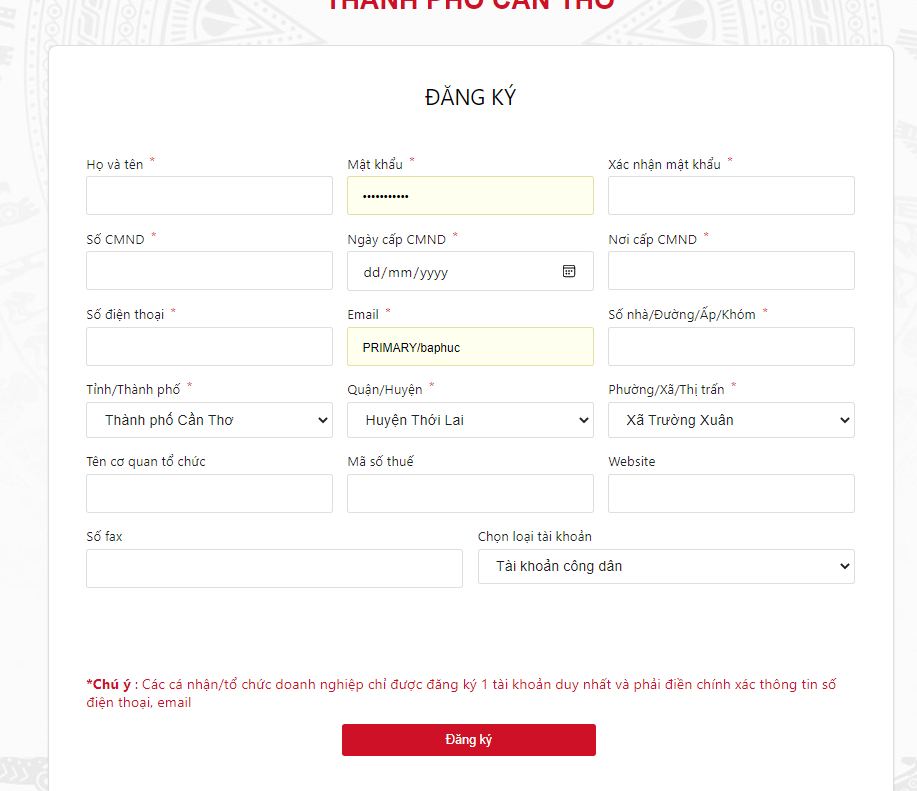 THÀNH PHỐ CẦN THƠ
ĐĂNG KÝ
Họ và tên *
Mật khẩu *
Xác nhận mật khẩu *
•••••••••••
Số CMND *
Ngày cấp CMND *
Nơi cấp CMND *
dd/mm/yyyy
Số điện thoại *
Email *
Số nhà/Đường/Ấp/Khóm *
PRIMARY/baphuc
Tỉnh/Thành phố *
Quận/Huyện *
Phường/Xã/Thị trấn *
Thành phố Cần Thơ
Huyện Thới Lai
Xã Trường Xuân
Tên cơ quan tổ chức
Mã số thuế
Website
Số fax
Chọn loại tài khoản
Tài khoản công dân
*Chú ý : Các cá nhận/tổ chức doanh nghiệp chỉ được đăng ký 1 tài khoản duy nhất và phải điền chính xác thông tin số
điện thoại, email
Đăng ký